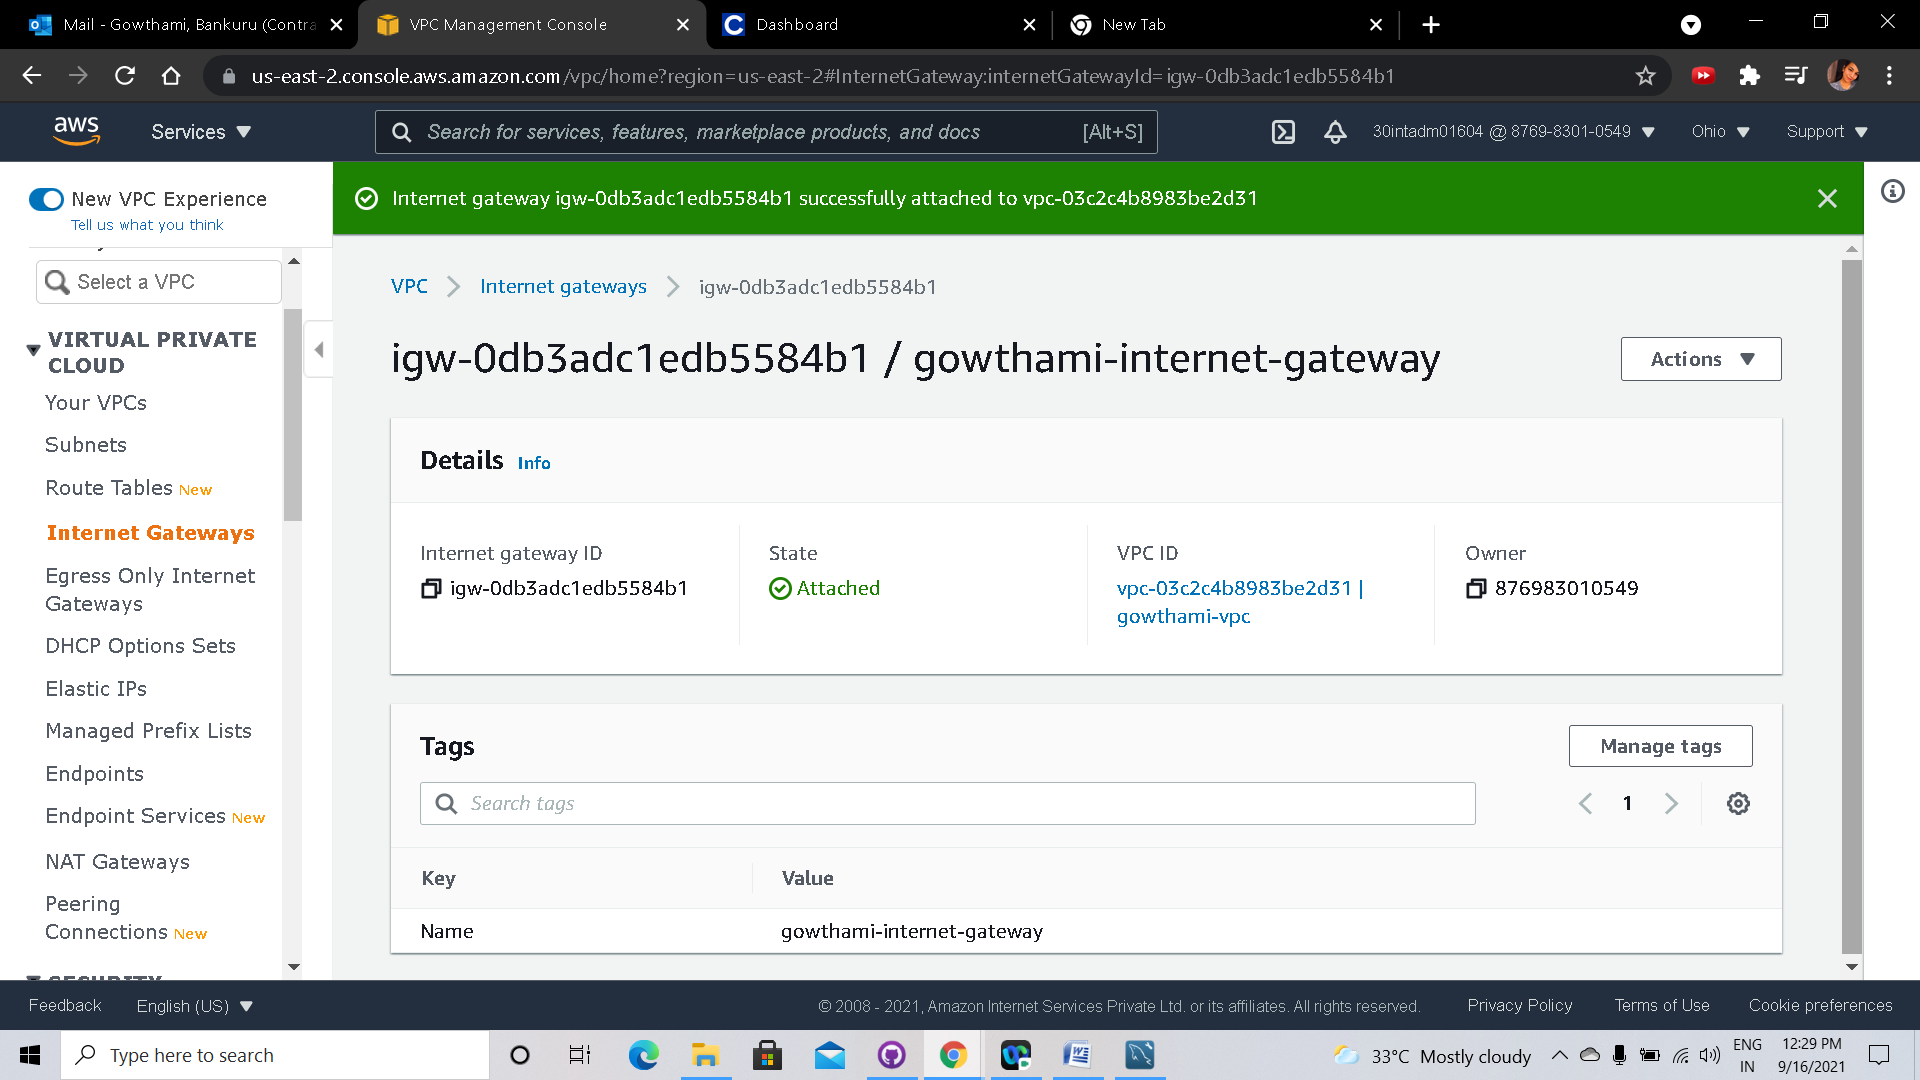 Mail - Gowthami, Bankuru (Contra
VPC Management Console
Dashboard
New Tab
us-east-2.console.aws.amazon.com/vpc/home?region=us-east-2#InternetGateway:internetGatewayId=igw-0db3adc1edb5584b1
aws
Services
Search for services, features, marketplace products, and docs
[Alt+S]
30intadm01604 @ 8769-8301-0549
Ohio
Support
New VPC Experience
Tell us what you think
Internet gateway igw-0db3adc1edb5584b1 successfully attached to vpc-03c2c4b8983be2d31
Select a VPC
VIRTUAL PRIVATE
CLOUD
Your VPCs
Subnets
Route Tables New
Internet Gateways
Egress Only Internet
Gateways
DHCP Options Sets
Elastic IPs
Managed Prefix Lists
Endpoints
Endpoint Services New
NAT Gateways
Peering
Connections New
SECURITY
VPC
Internet gateways
igw-0db3adc1edb5584b1
igw-0db3adc1edb5584b1 / gowthami-internet-gateway
Actions
Details Info
Internet gateway ID
igw-0db3adc1edb5584b1
State
Attached
VPC ID
vpc-03c2c4b8983be2d31 |
gowthami-vpc
Owner
876983010549
Tags
Manage tags
Search tags
1
Key
Value
Name
gowthami-internet-gateway
Feedback
English (US)
© 2008 - 2021, Amazon Internet Services Private Ltd. or its affiliates. All rights reserved.
Privacy Policy
Terms of Use
Cookie preferences
Type here to search
33°C Mostly cloudy
ENG
IN
12:29 PM
9/16/2021